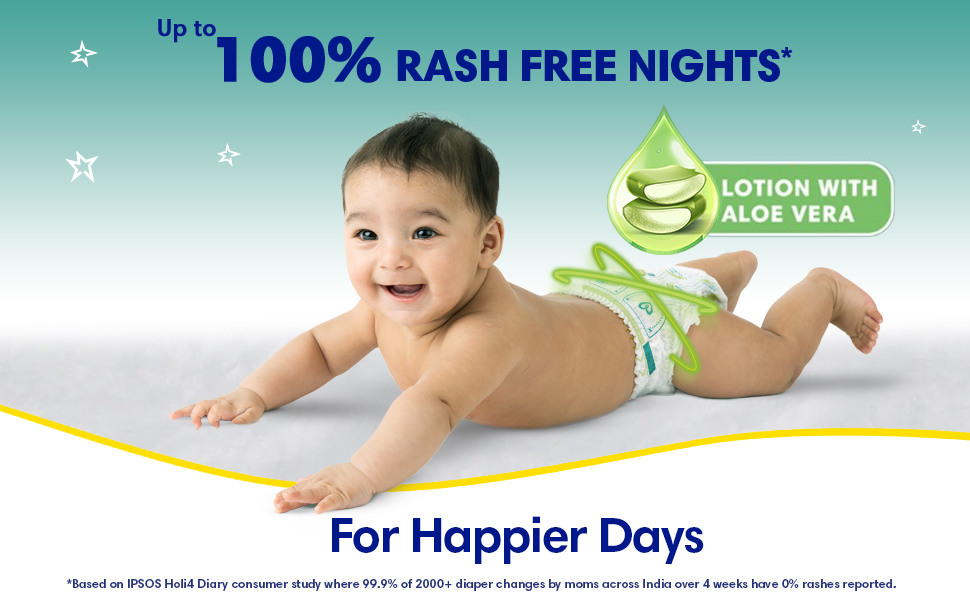 Up to
100% RASH FREE NIGHTS*
LOTION WITH
ALOE VERA
For Happier Days
*Based on IPSOS Holi4 Diary consumer study where 99.9% of 2000+ diaper changes by moms across India over 4 weeks have 0% rashes reported.